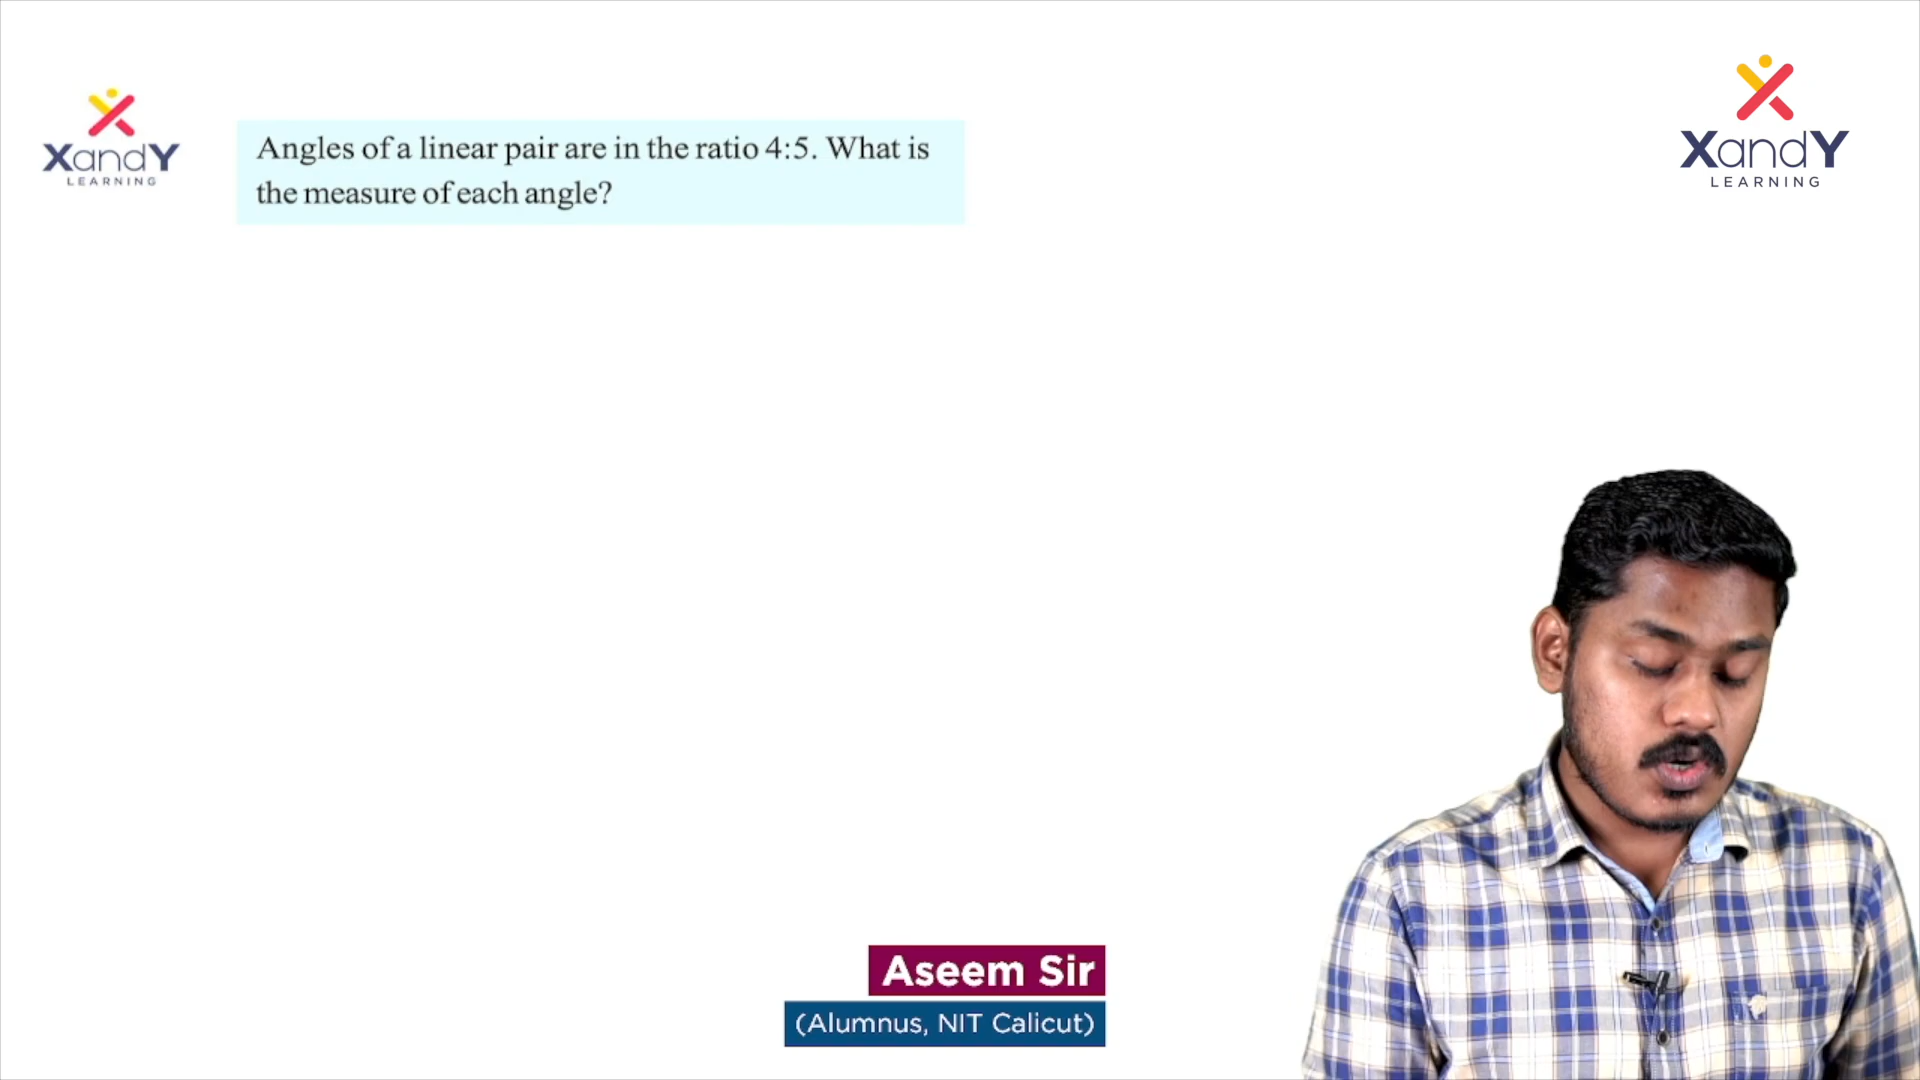 XandY
LEARNING
Angles of a linear pair are in the ratio 4:5. What is
the measure of each angle?
XandY
LEARNING
Aseem Sir
(Alumnus, NIT Calicut)